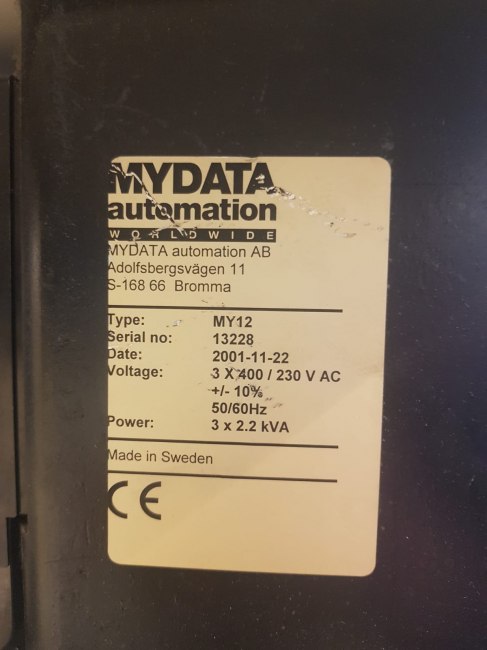 MYDATA
automation
WORLDWIDE
MYDATA automation AB
Adolfsbergsvägen 11
S-168 66 Bromma
Type: MY12
Serial no: 13228
Date: 2001-11-22
Voltage: 3 X 400 / 230 V AC
+/- 10%
50/60Hz
Power: 3 x 2.2 kVA
Made in Sweden
CE